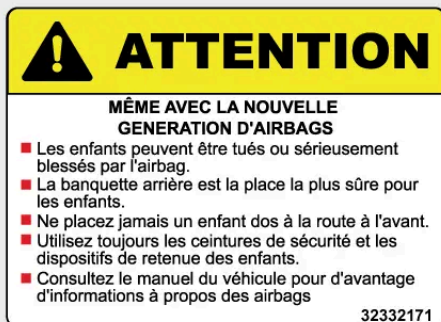 ATTENTION
MÊME AVEC LA NOUVELLE
GENERATION D'AIRBAGS
Les enfants peuvent être tués ou sérieusement
blessés par l'airbag.
La banquette arrière est la place la plus sûre pour
les enfants.
Ne placez jamais un enfant dos à la route à l'avant.
Utilisez toujours les ceintures de sécurité et les
dispositifs de retenue des enfants.
Consultez le manuel du véhicule pour d'avantage
d'informations à propos des airbags
32332171